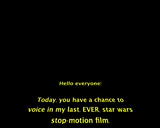 Hello everyone:
Today, you have a chance to
voice in my last, EVER, star wars
stop-motion film.